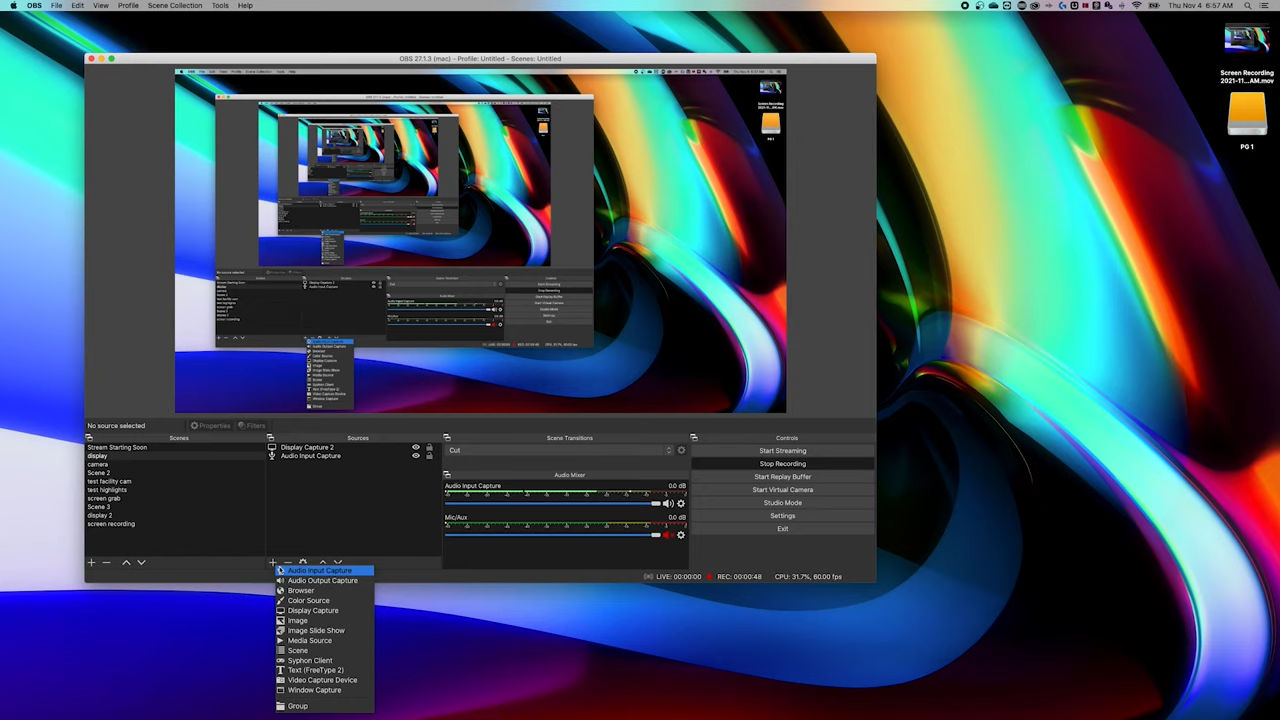 OBS File Edit View Profile Scene Collection Tools Help
Thu Nov 4 6:57 AM
OBS 27.1.3 (mac) - Profile: Untitled - Scenes: Untitled
Screen Recording
2021-11...AM.mov
PG 1
No source selected
Properties
Filters
Scenes
Stream Starting Soon
display
camera
Scene 2
test facility cam
test highlights
screen grab
Scene 3
display 2
screen recording
Sources
Display Capture 2
Audio Input Capture
Scene Transitions
Cut
Audio Mixer
Audio Input Capture 0.0 dB
Mic/Aux 0.0 dB
Controls
Start Streaming
Stop Recording
Start Replay Buffer
Start Virtual Camera
Studio Mode
Settings
Exit
LIVE: 00:00:00 REC: 00:00:48 CPU: 31.7%, 60.00 fps
Audio Input Capture
Audio Output Capture
Browser
Color Source
Display Capture
Image
Image Slide Show
Media Source
Scene
Syphon Client
Text (FreeType 2)
Video Capture Device
Window Capture
Group